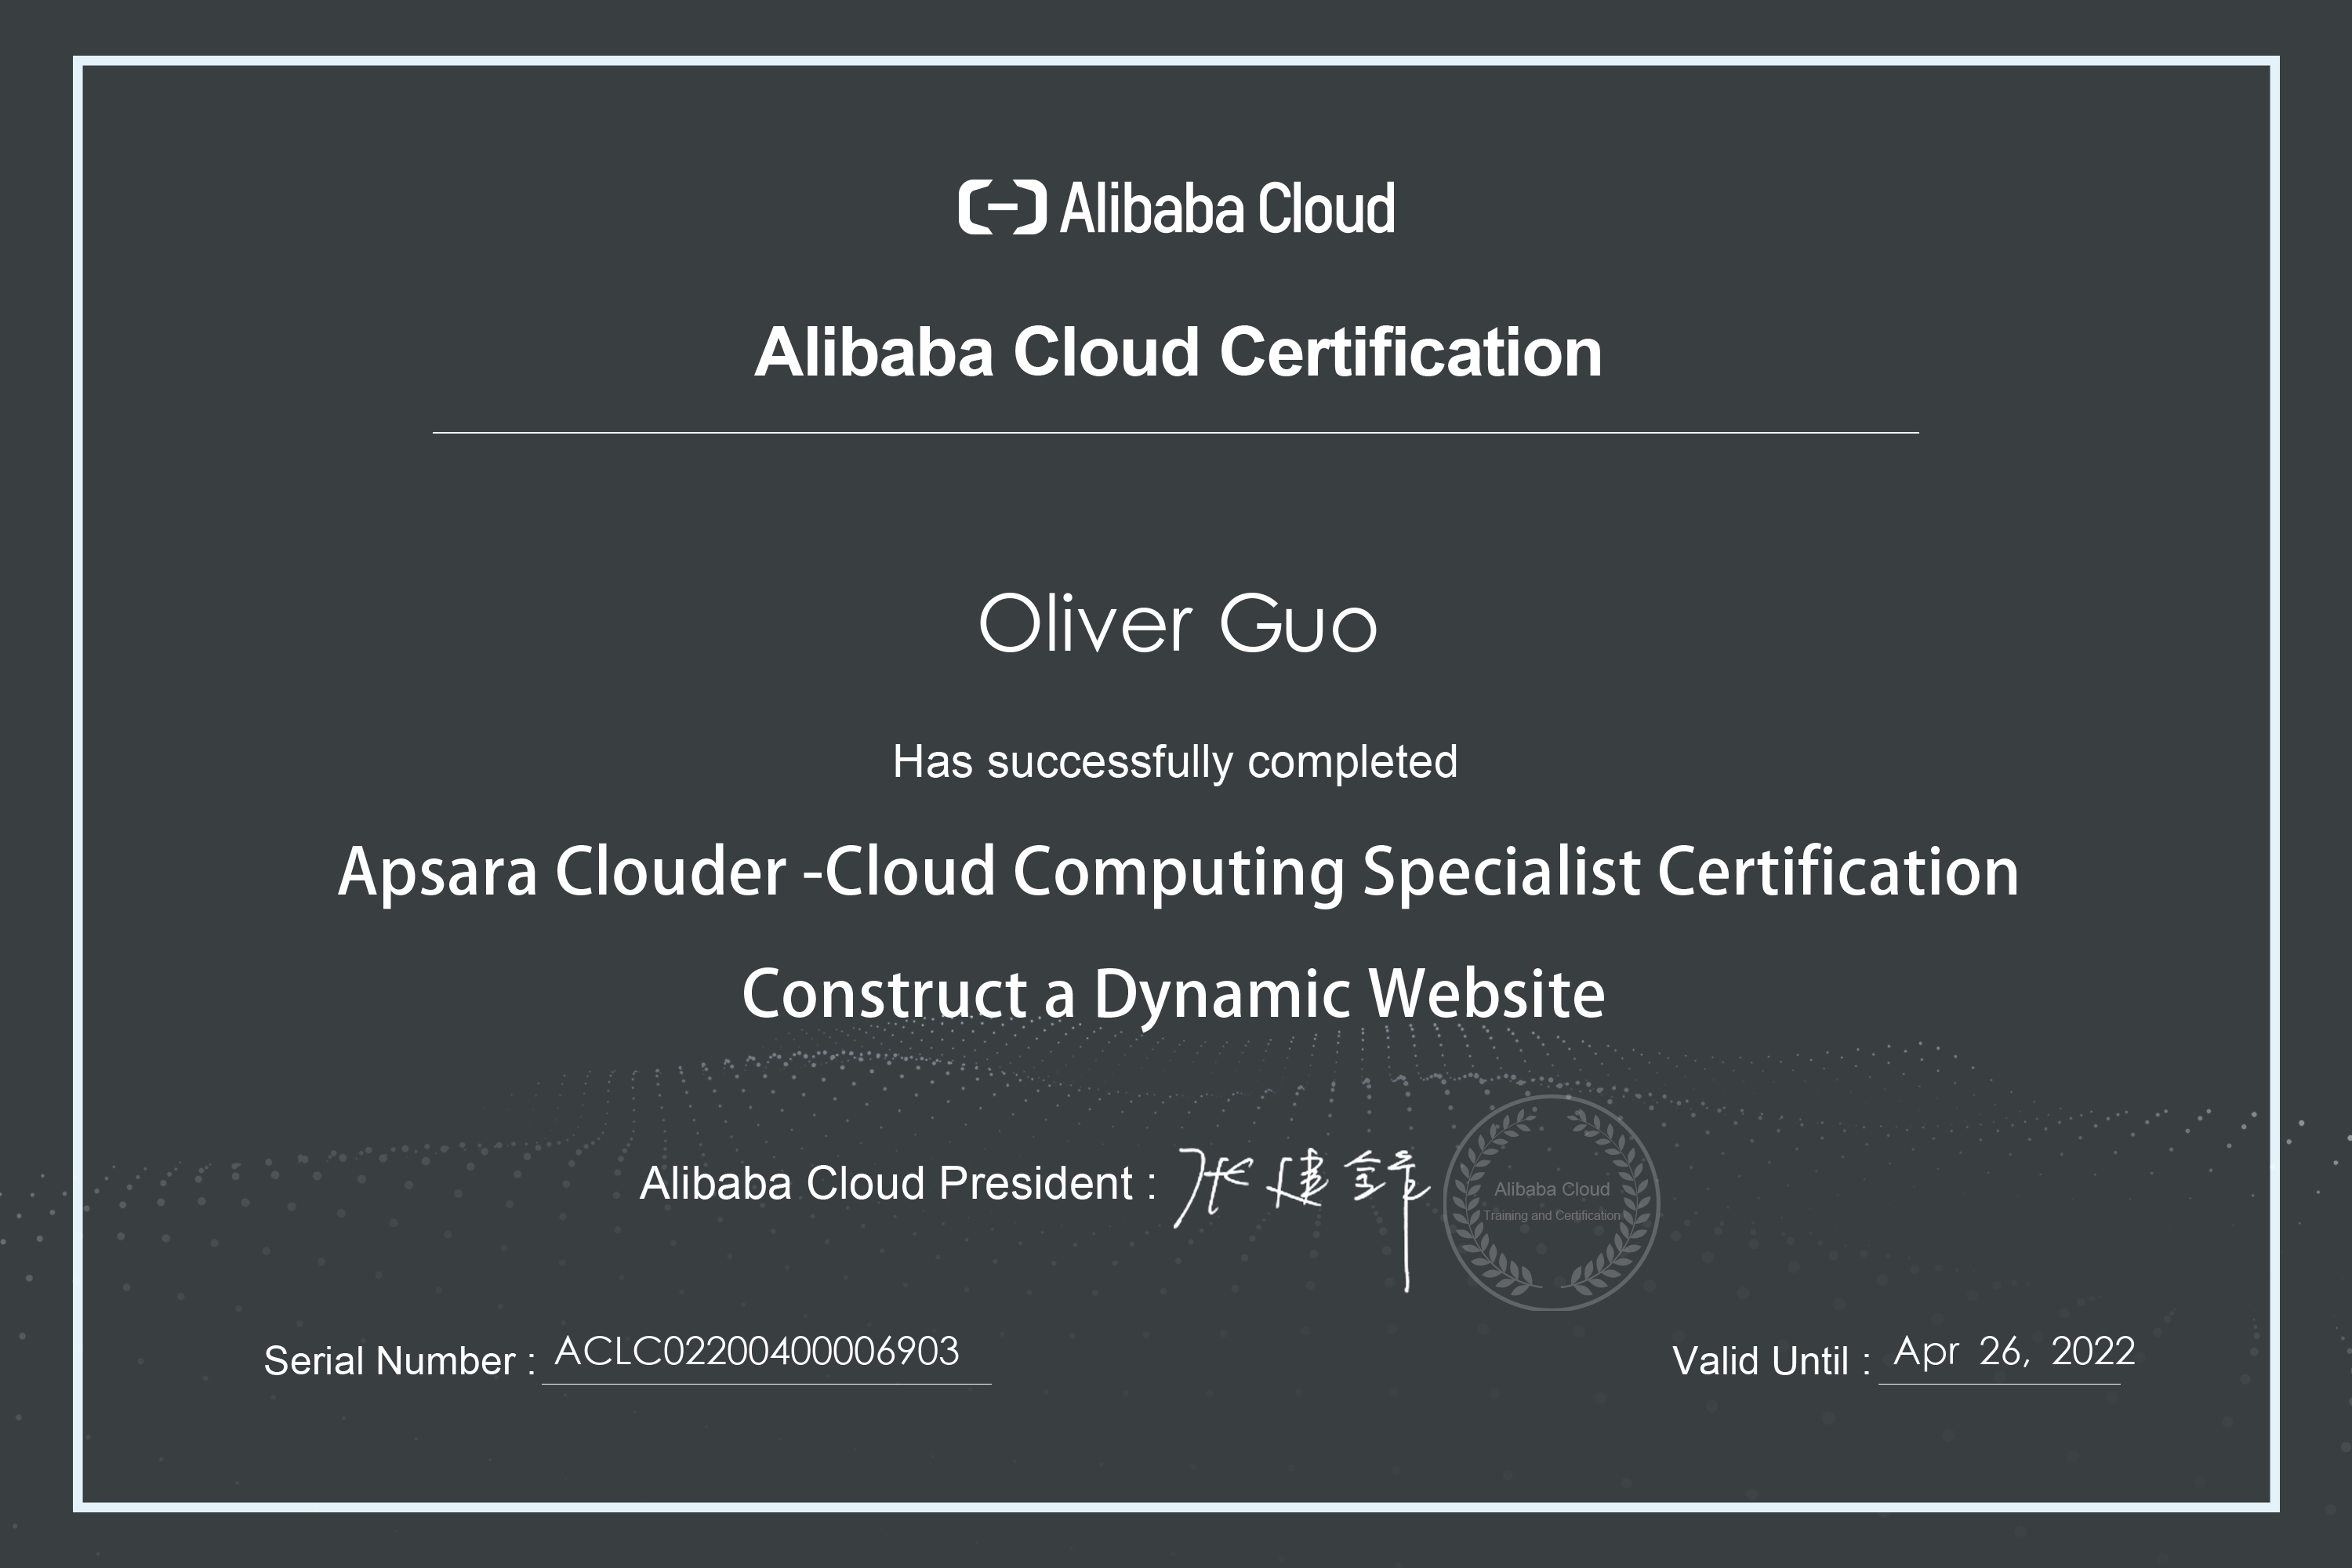 Alibaba Cloud
Alibaba Cloud Certification
Oliver Guo
Has successfully completed
Apsara Clouder -Cloud Computing Specialist Certification
Construct a Dynamic Website
Alibaba Cloud President : 张建锋
Alibaba Cloud
Training and Certification
Serial Number : ACLC02200400006903
Valid Until : Apr 26, 2022